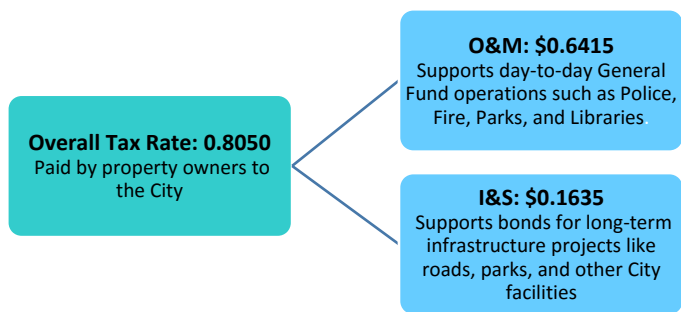 Overall Tax Rate: 0.8050
Paid by property owners to
the City
O&M: $0.6415
Supports day-to-day General
Fund operations such as Police,
Fire, Parks, and Libraries.
I&S: $0.1635
Supports bonds for long-term
infrastructure projects like
roads, parks, and other City
facilities